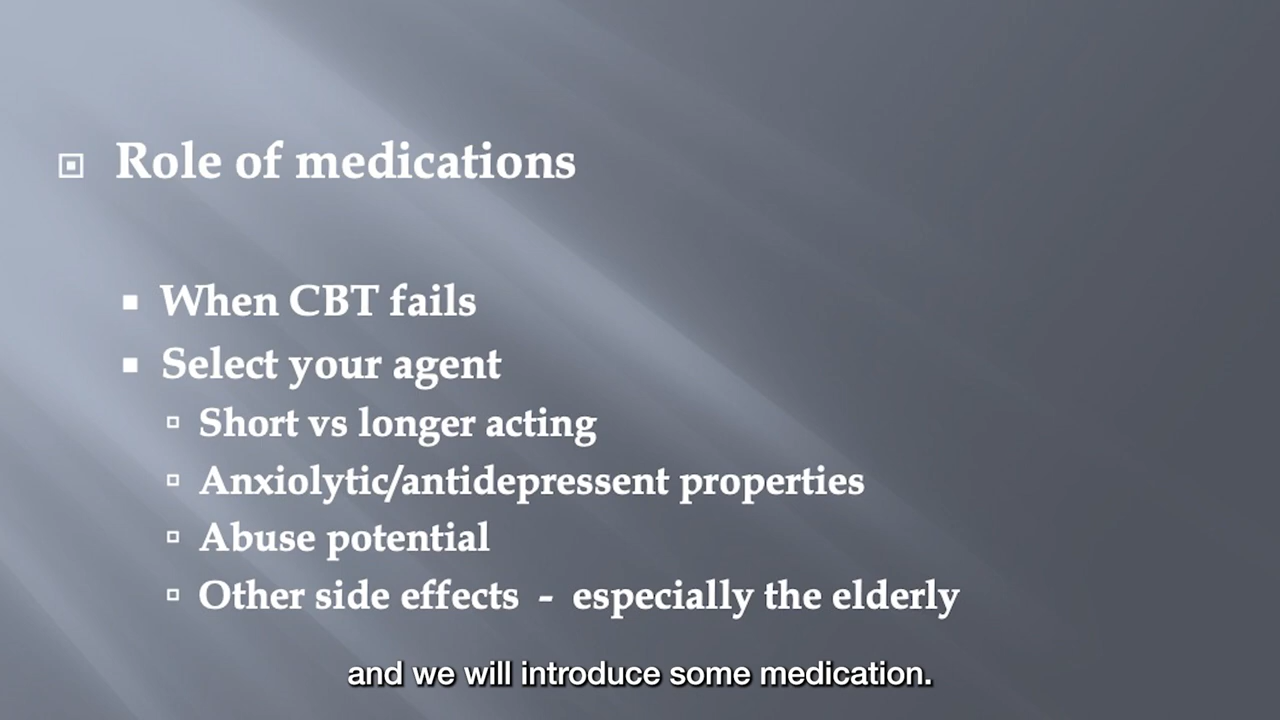 Role of medications
When CBT fails
Select your agent
Short vs longer acting
Anxiolytic/antidepressent properties
Abuse potential
Other side effects - especially the elderly
and we will introduce some medication.